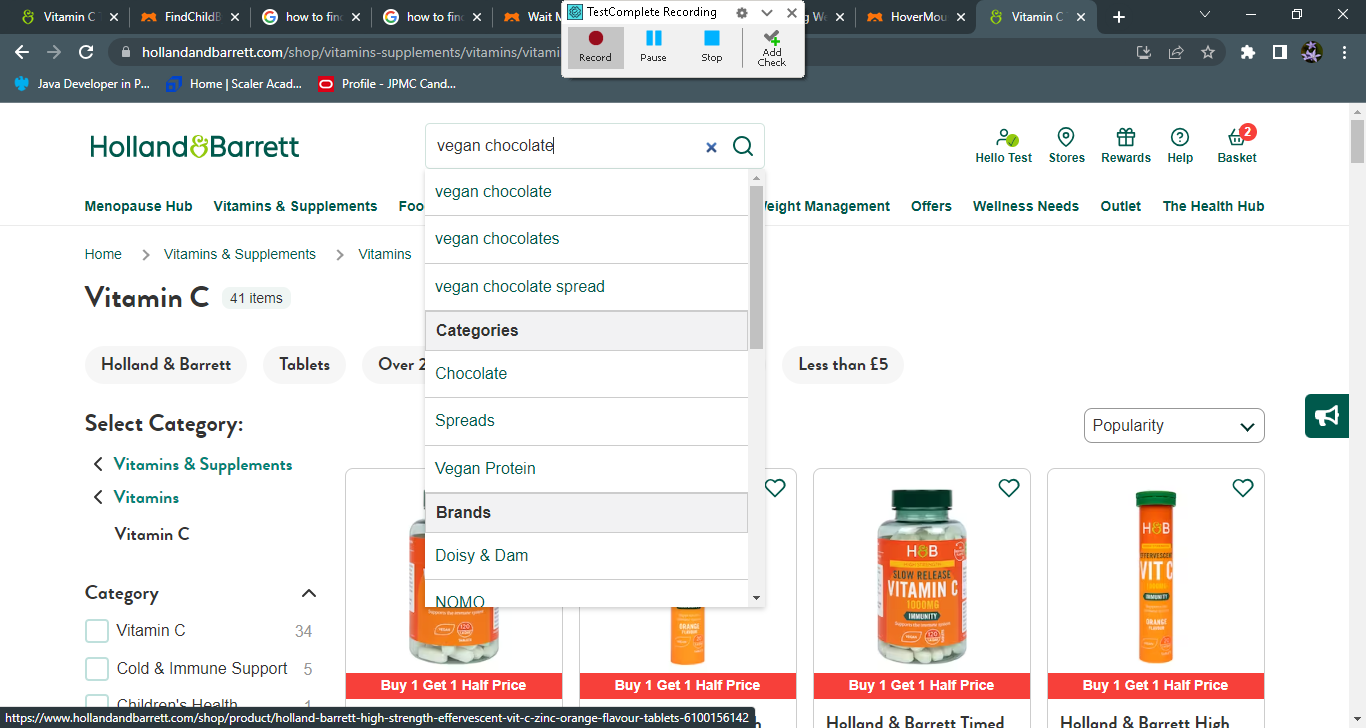 Vitamin C
FindChildB
how to find
how to find
Wait M
TestComplete Recording
HoverMou
Vitamin C
Record
Pause
Stop
Add
Check
hollandandbarrett.com/shop/vitamins-supplements/vitamins/vitami
Java Developer in P...
Home | Scaler Acad...
Profile - JPMC Cand...
Holland&Barrett
vegan chocolate
Hello Test
Stores
Rewards
Help
2
Basket
Menopause Hub
Vitamins & Supplements
Foo
Weight Management
Offers
Wellness Needs
Outlet
The Health Hub
vegan chocolate
vegan chocolates
vegan chocolate spread
Categories
Chocolate
Spreads
Vegan Protein
Brands
Doisy & Dam
NOMO
Home
Vitamins & Supplements
Vitamins
Vitamin C
41 items
Holland & Barrett
Tablets
Over 2
Less than £5
Select Category:
Popularity
Vitamins & Supplements
Vitamins
Vitamin C
Category
Vitamin C 34
Cold & Immune Support 5
Children's Health 1
ORANGE
H&B
SLOW RELEASE
VITAMIN C
1000MG
IMMUNITY
H&B
EFFERVESCENT
VIT C
IMMUNITY
ORANGE
Buy 1 Get 1 Half Price
Buy 1 Get 1 Half Price
Buy 1 Get 1 Half Price
Buy 1 Get 1 Half Price
Holland & Barrett Timed
Holland & Barrett High
https://www.hollandandbarrett.com/shop/product/holland-barrett-high-strength-effervescent-vit-c-zinc-orange-flavour-tablets-6100156142